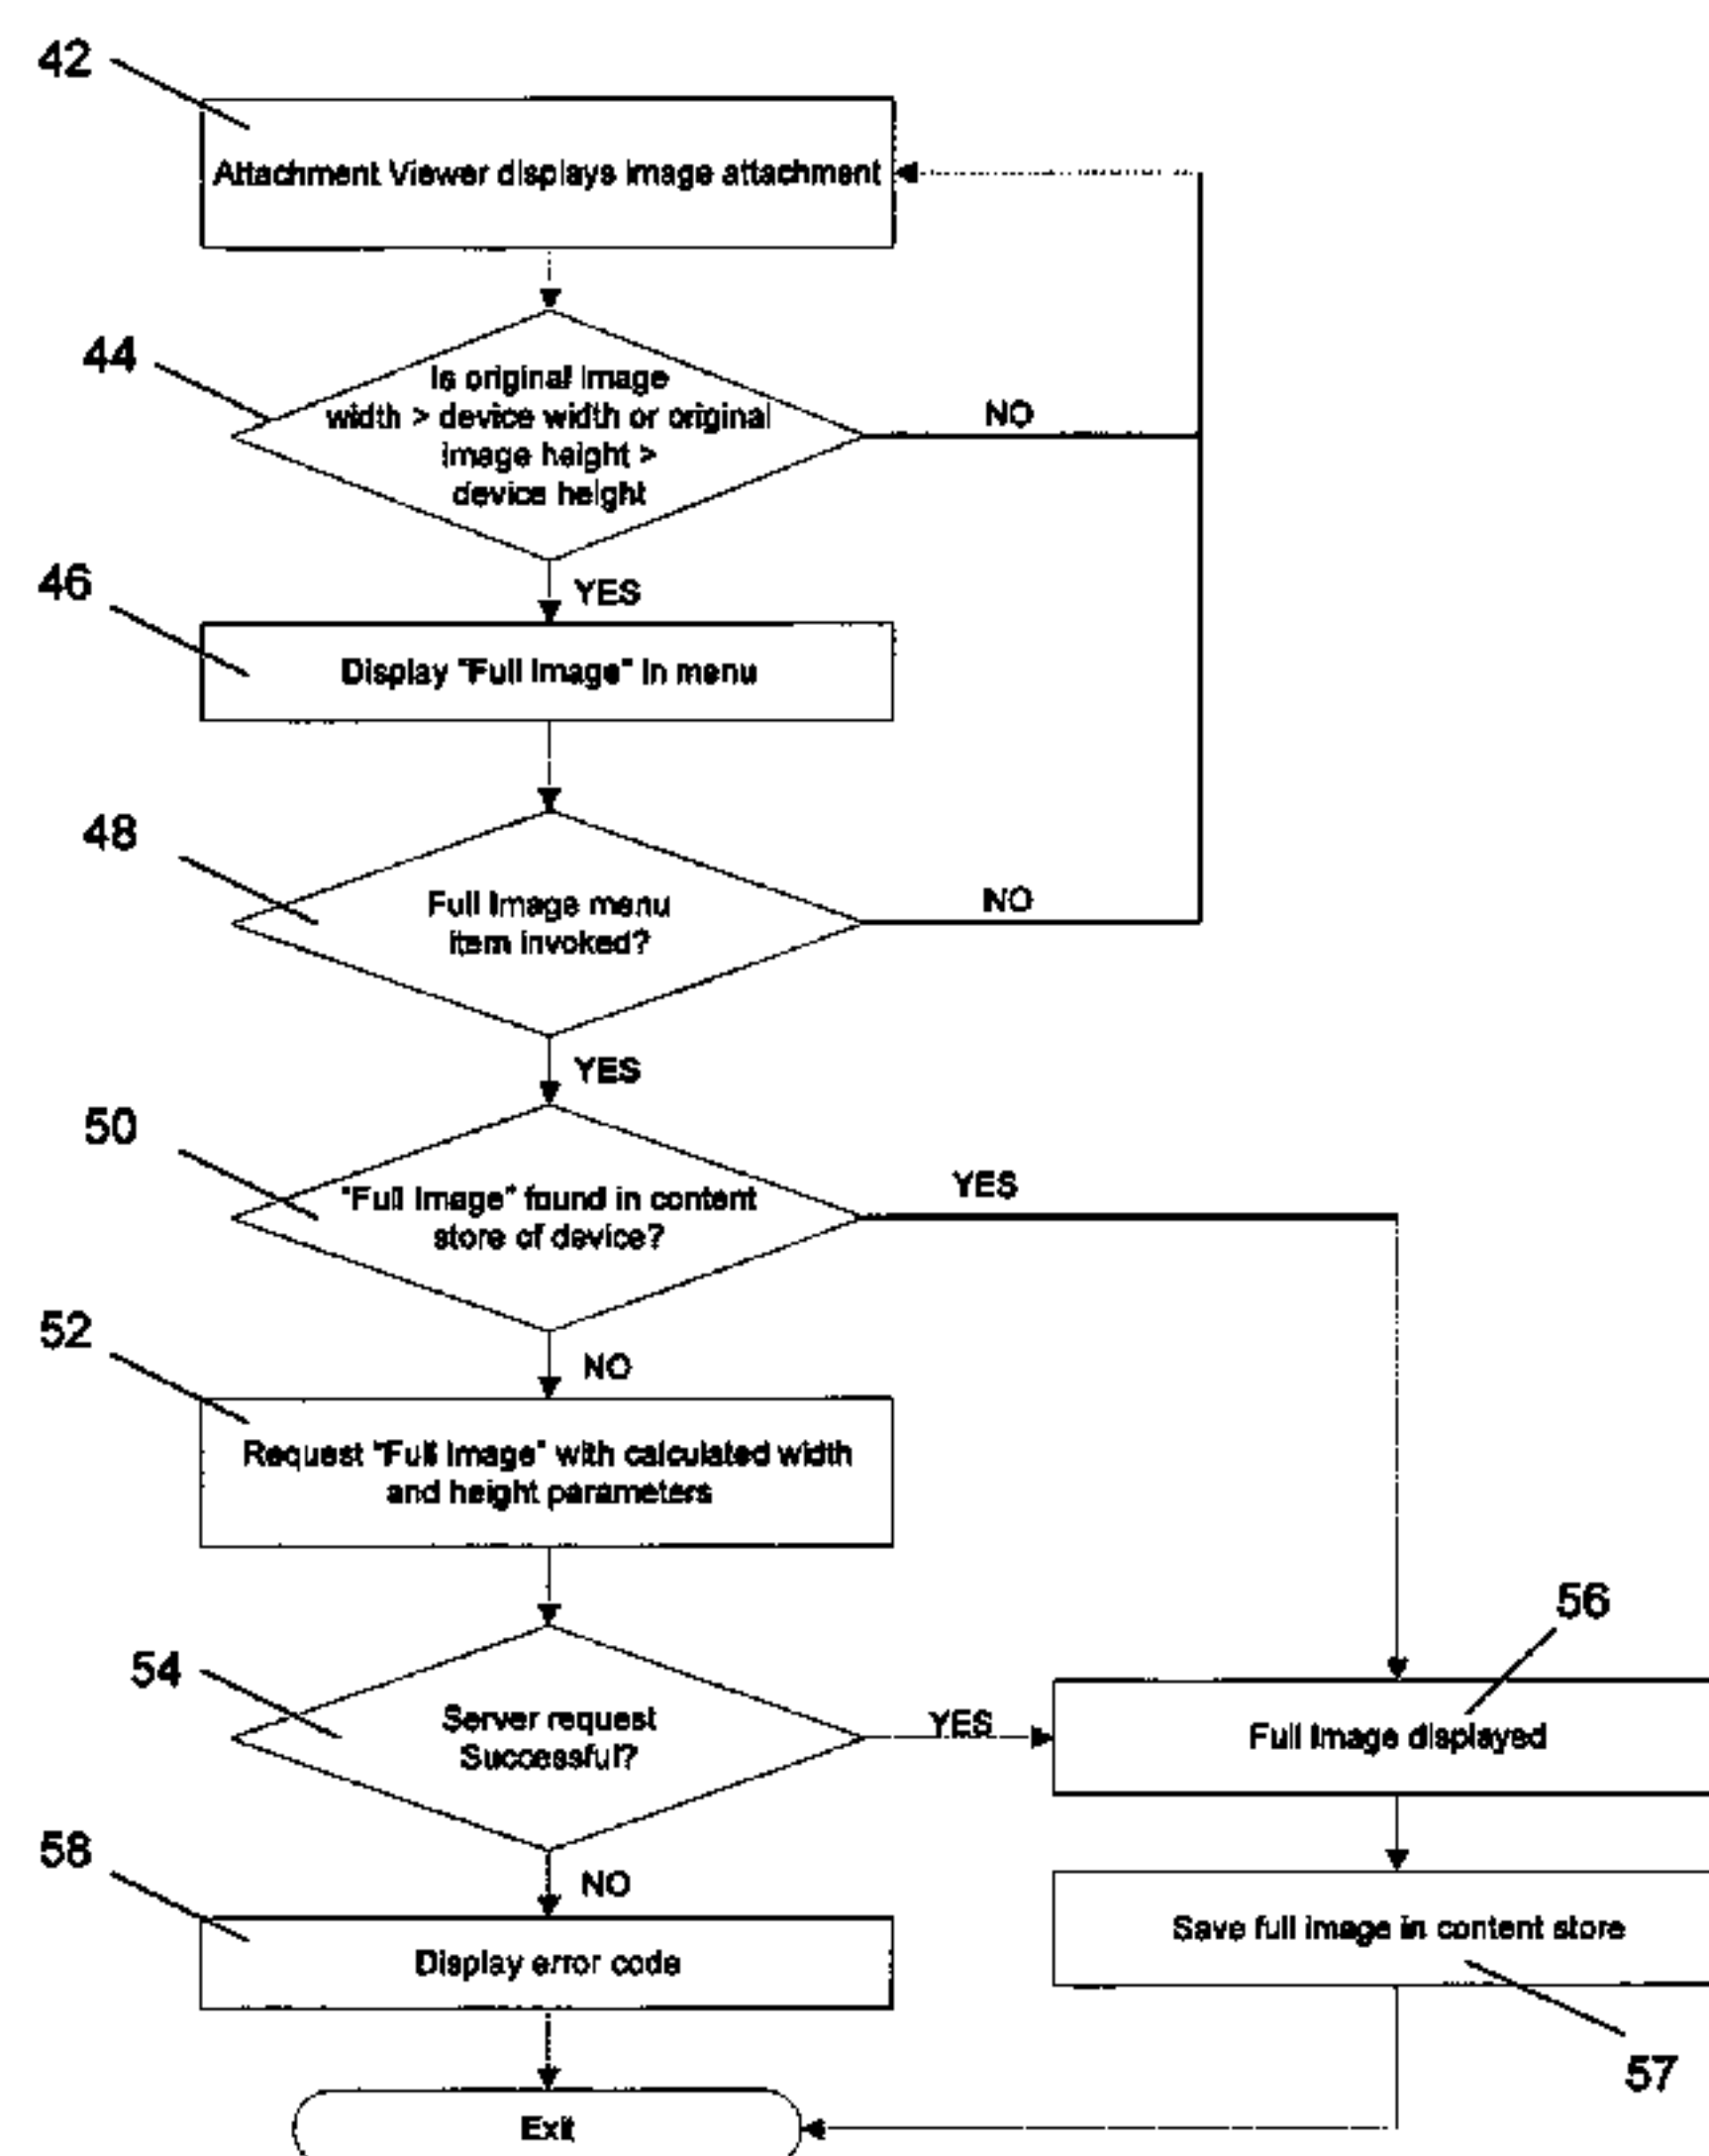 42
Attachment Viewer displays image attachment
44
Is original image
width > device width or original
image height >
device height
NO
YES
46
Display "Full Image" in menu
48
Full Image menu
item invoked?
NO
YES
50
"Full Image" found in content
store of device?
YES
NO
52
Request "Full Image" with calculated width
and height parameters
54
Server request
Successful?
YES
56
Full Image displayed
NO
58
Display error code
Save full image in content store
57
Exit